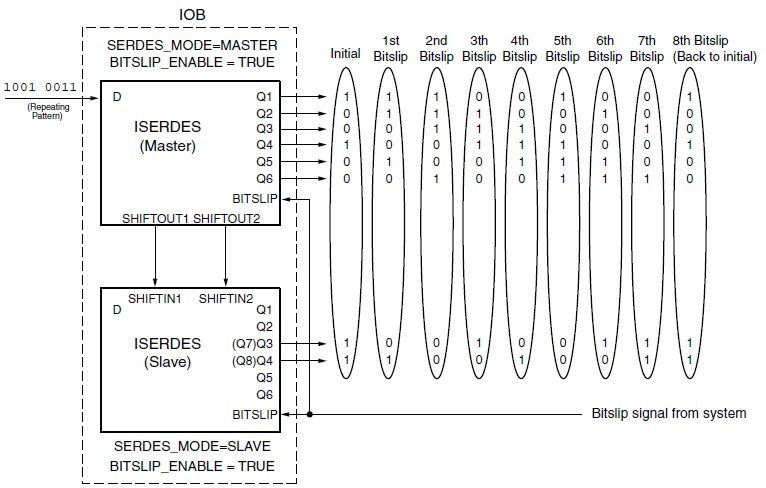 IOB
SERDES_MODE=MASTER
BITSLIP_ENABLE = TRUE
Initial
1st Bitslip
2nd Bitslip
3th Bitslip
4th Bitslip
5th Bitslip
6th Bitslip
7th Bitslip
8th Bitslip
(Back to initial)
1001 0011
(Repeating
Pattern)
D
ISERDES
(Master)
Q1 1 1 1 0 0 1 0 0 1
Q2 0 1 1 1 0 0 1 0 0
Q3 0 0 1 1 1 0 0 1 0
Q4 1 0 0 1 1 1 0 0 1
Q5 0 1 0 0 1 1 1 0 0
Q6 0 0 1 0 0 1 1 1 0
BITSLIP
SHIFTOUT1 SHIFTOUT2
SHIFTIN1 SHIFTIN2
D
ISERDES
(Slave)
Q1
Q2
(Q7)Q3 1 0 0 1 0 0 1 1 1
(Q8)Q4 1 1 0 0 1 0 0 1 1
Q5
Q6
BITSLIP
Bitslip signal from system
SERDES_MODE=SLAVE
BITSLIP_ENABLE = TRUE